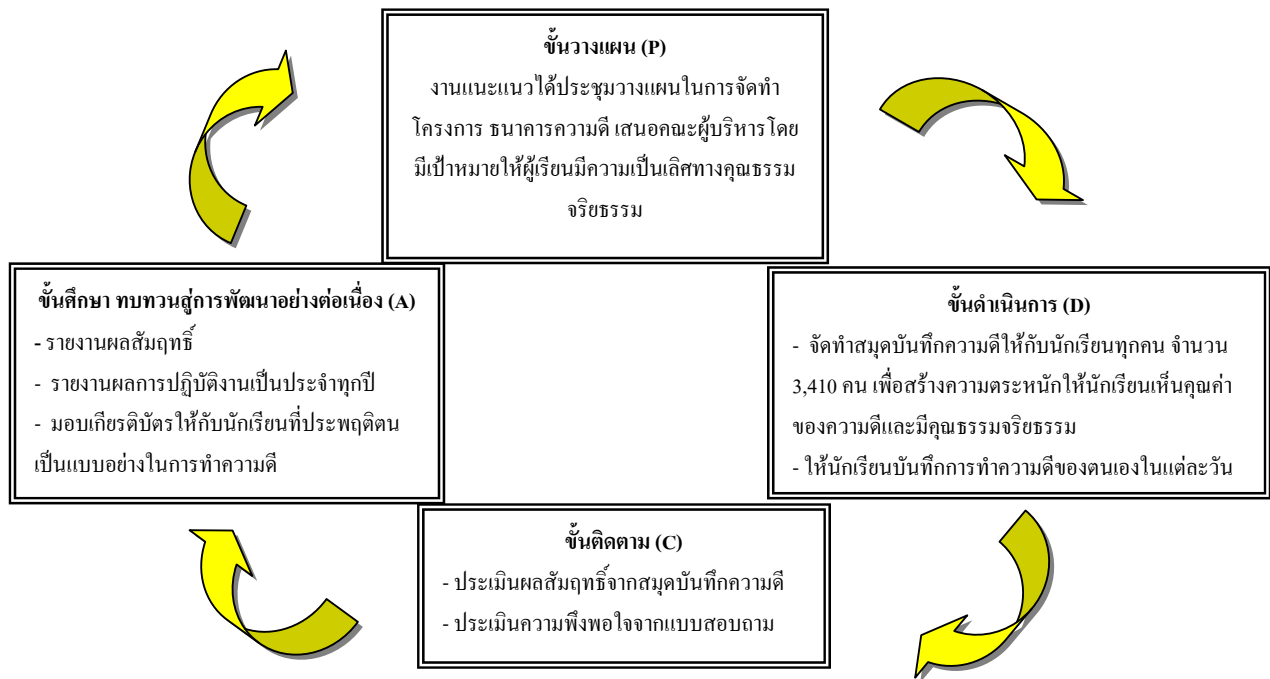 ขั้นวางแผน (P)
งานแนะแนวได้ประชุมวางแผนในการจัดทำ
โครงการ ธนาคารความดี เสนอคณะผู้บริหารโดย
มีเป้าหมายให้ผู้เรียนมีความเป็นเลิศทางคุณธรรม
จริยธรรม
ขั้นดำเนินการ (D)
- จัดทำสมุดบันทึกความดีให้กับนักเรียนทุกคน จำนวน
3,410 คน เพื่อสร้างความตระหนักให้นักเรียนเห็นคุณค่า
ของความดีและมีคุณธรรมจริยธรรม
- ให้นักเรียนบันทึกการทำความดีของตนเองในแต่ละวัน
ขั้นติดตาม (C)
- ประเมินผลสัมฤทธิ์จากสมุดบันทึกความดี
- ประเมินความพึงพอใจจากแบบสอบถาม
ขั้นศึกษา ทบทวนสู่การพัฒนาอย่างต่อเนื่อง (A)
- รายงานผลสัมฤทธิ์
- รายงานผลการปฏิบัติงานเป็นประจำทุกปี
- มอบเกียรติบัตรให้กับนักเรียนที่ประพฤติตน
เป็นแบบอย่างในการทำความดี